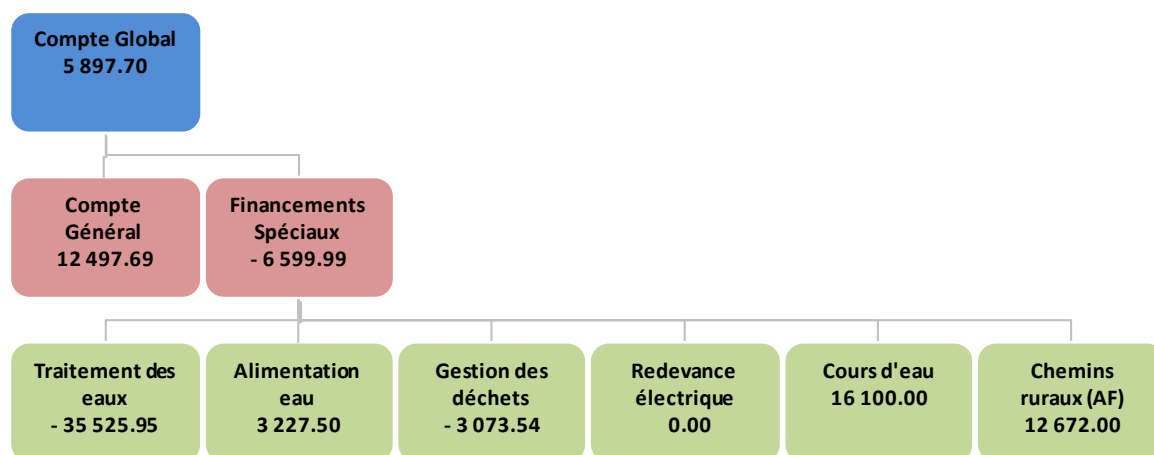 Compte Global
5 897.70
Compte
Général
12 497.69
Financements
Spéciaux
- 6 599.99
Traitement des
eaux
- 35 525.95
Alimentation
eau
3 227.50
Gestion des
déchets
- 3 073.54
Redevance
électrique
0.00
Cours d'eau
16 100.00
Chemins
ruraux (AF)
12 672.00